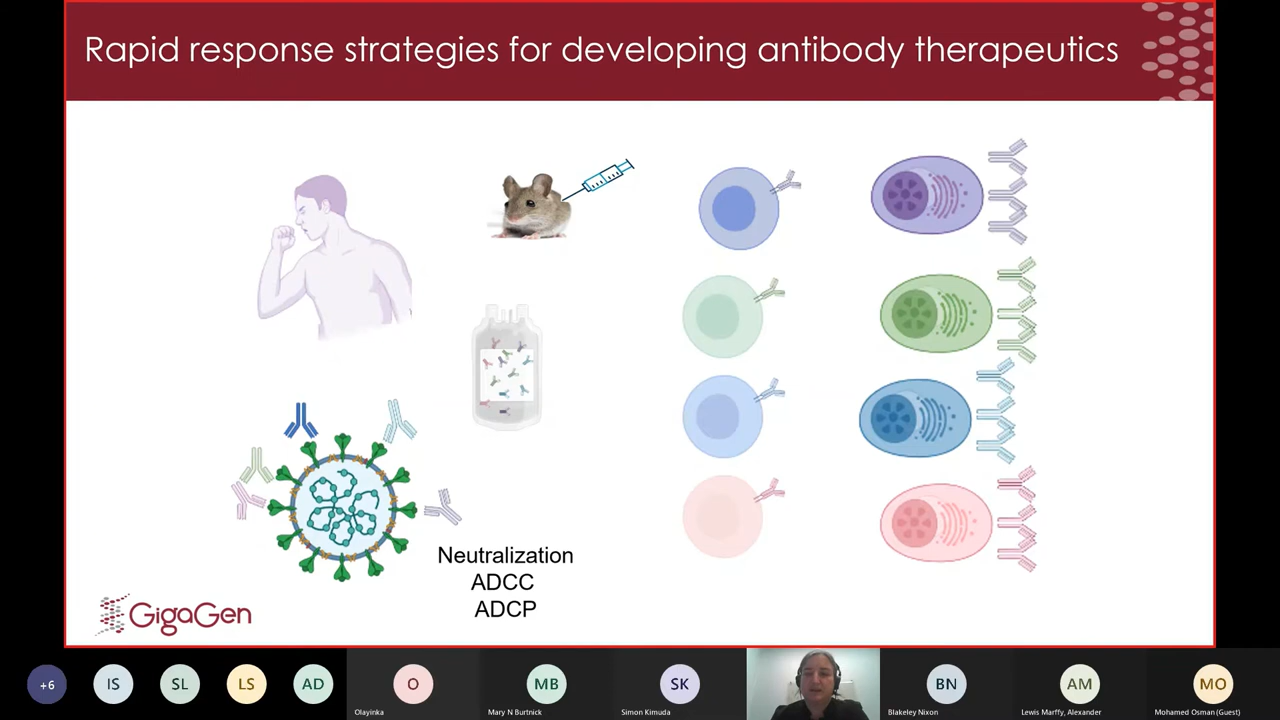 Rapid response strategies for developing antibody therapeutics
Neutralization
ADCC
ADCP
GigaGen
+6
IS
SL
LS
AD
O
Olayinka
MB
Mary N Burtnick
SK
Simon Kimuda
BN
Blakeley Nixon
AM
Lewis Marffy, Alexander
MO
Mohamed Osman (Guest)